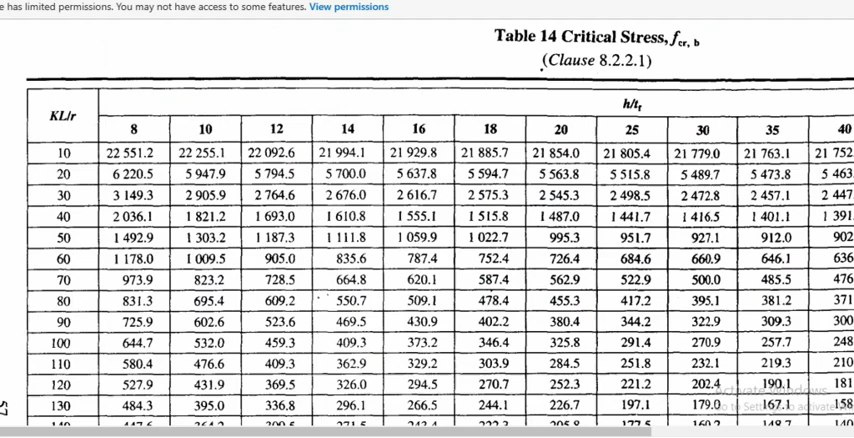 e has limited permissions. You may not have access to some features. View permissions
Table 14 Critical Stress, fcr, b
(Clause 8.2.2.1)
KL/r
h/tf
8 10 12 14 16 18 20 25 30 35 40
10 22 551.2 22 255.1 22 092.6 21 994.1 21 929.8 21 885.7 21 854.0 21 805.4 21 779.0 21 763.1 21 752
20 6 220.5 5 947.9 5 794.5 5 700.0 5 637.8 5 594.7 5 563.8 5 515.8 5 489.7 5 473.8 5 463
30 3 149.3 2 905.9 2 764.6 2 676.0 2 616.7 2 575.3 2 545.3 2 498.5 2 472.8 2 457.1 2 447
40 2 036.1 1 821.2 1 693.0 1 610.8 1 555.1 1 515.8 1 487.0 1 441.7 1 416.5 1 401.1 1 391
50 1 492.9 1 303.2 1 187.3 1 111.8 1 059.9 1 022.7 995.3 951.7 927.1 912.0 902
60 1 178.0 1 009.5 905.0 835.6 787.4 752.4 726.4 684.6 660.9 646.1 636
70 973.9 823.2 728.5 664.8 620.1 587.4 562.9 522.9 500.0 485.5 476
80 831.3 695.4 609.2 550.7 509.1 478.4 455.3 417.2 395.1 381.2 371
90 725.9 602.6 523.6 469.5 430.9 402.2 380.4 344.2 322.9 309.3 300
100 644.7 532.0 459.3 409.3 373.2 346.4 325.8 291.4 270.9 257.7 248
110 580.4 476.6 409.3 362.9 329.2 303.9 284.5 251.8 232.1 219.3 210
120 527.9 431.9 369.5 326.0 294.5 270.7 252.3 221.2 202.4 190.1 181
130 484.3 395.0 336.8 296.1 266.5 244.1 226.7 197.1 179.0 167.1 158
Activate Windows
Go to Settings to activate
57